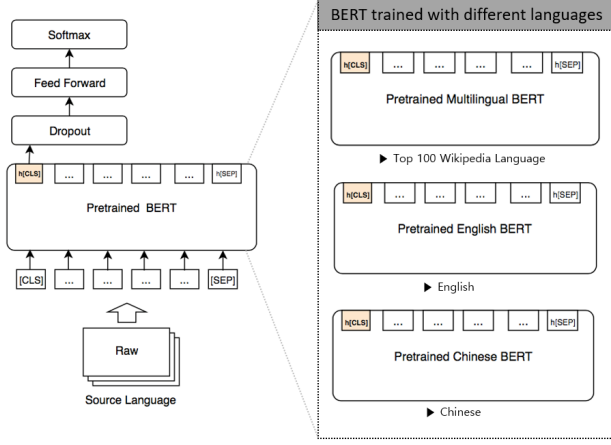 Softmax
Feed Forward
Dropout
h[CLS] ... ... ... ... h[SEP]
Pretrained BERT
[CLS] ... ... ... ... [SEP]
Raw
Source Language
BERT trained with different languages
h[CLS] ... ... ... ... h[SEP]
Pretrained Multilingual BERT
▶ Top 100 Wikipedia Language
h[CLS] ... ... ... ... h[SEP]
Pretrained English BERT
▶ English
h[CLS] ... ... ... ... h[SEP]
Pretrained Chinese BERT
▶ Chinese